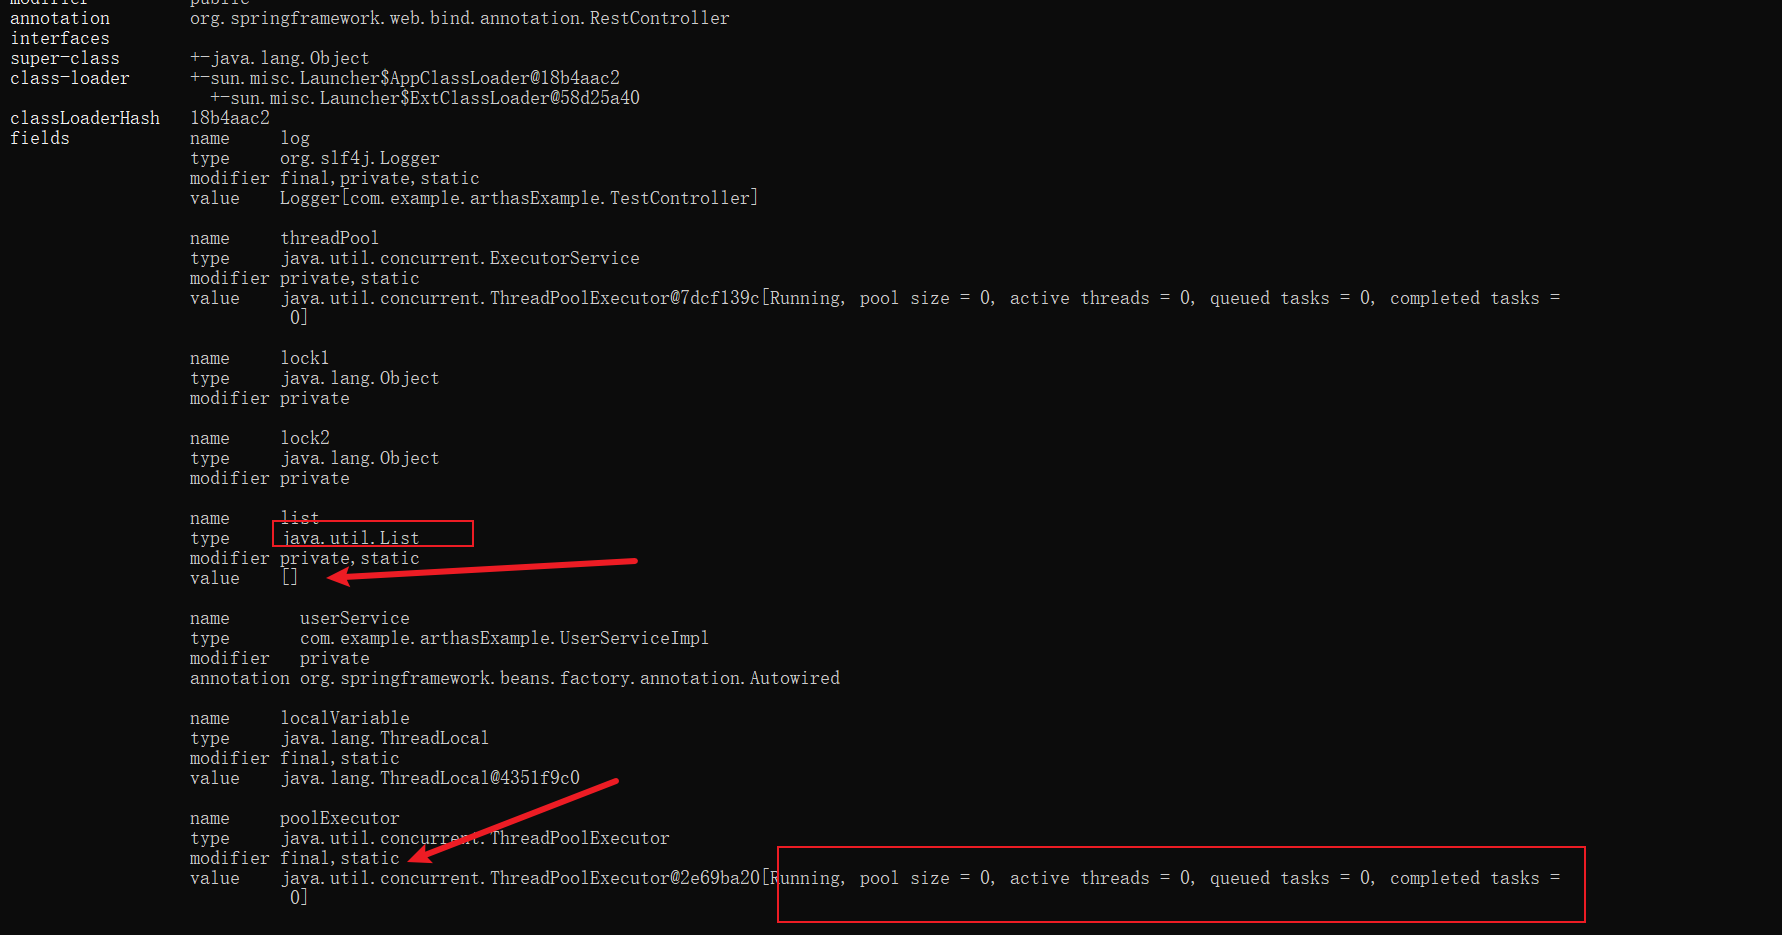 modifier public
annotation org.springframework.web.bind.annotation.RestController
interfaces
super-class +-java.lang.Object
class-loader +-sun.misc.Launcher$AppClassLoader@18b4aac2
+-sun.misc.Launcher$ExtClassLoader@58d25a40
classLoaderHash 18b4aac2
fields name log
type org.slf4j.Logger
modifier final,private,static
value Logger[com.example.arthasExample.TestController]
name threadPool
type java.util.concurrent.ExecutorService
modifier private,static
value java.util.concurrent.ThreadPoolExecutor@7dcf139c[Running, pool size = 0, active threads = 0, queued tasks = 0, completed tasks =
0]
name lock1
type java.lang.Object
modifier private
name lock2
type java.lang.Object
modifier private
name list
type java.util.List
modifier private,static
value []
name userService
type com.example.arthasExample.UserServiceImpl
modifier private
annotation org.springframework.beans.factory.annotation.Autowired
name localVariable
type java.lang.ThreadLocal
modifier final,static
value java.lang.ThreadLocal@4351f9c0
name poolExecutor
type java.util.concurrent.ThreadPoolExecutor
modifier final,static
value java.util.concurrent.ThreadPoolExecutor@2e69ba20[Running, pool size = 0, active threads = 0, queued tasks = 0, completed tasks =
0]